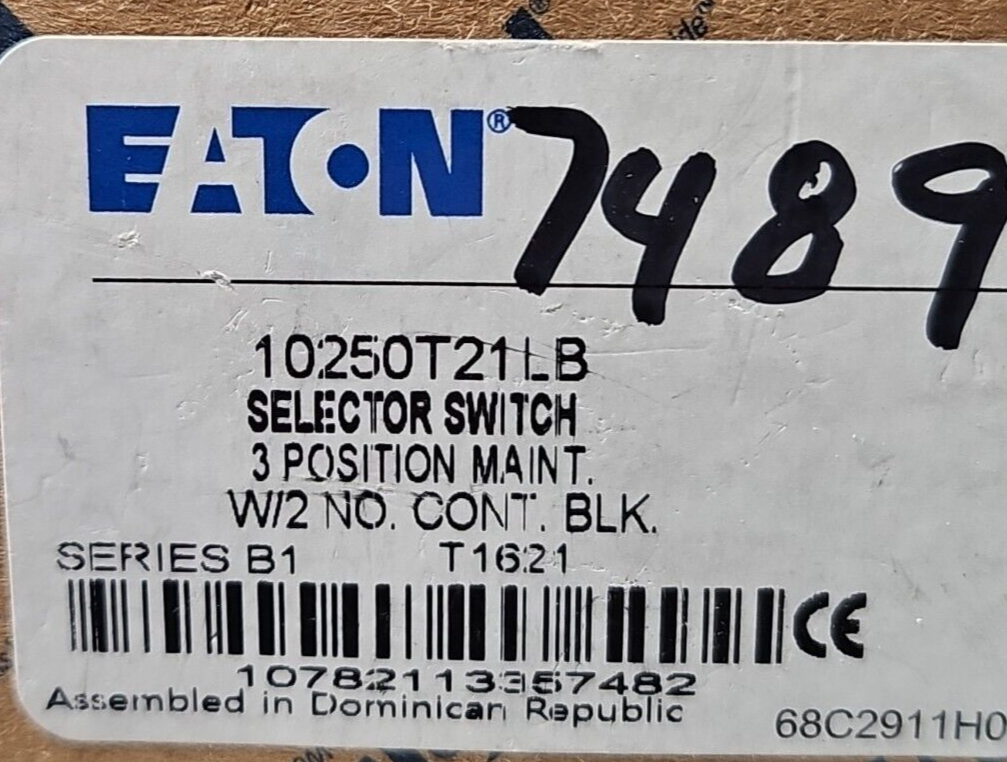 EATON® 7489
10250T21LB
SELECTOR SWITCH
3 POSITION MAINT.
W/2 NO. CONT. BLK.
SERIES B1 T1621
CE
10782113357482
Assembled in Dominican Republic
68C2911H0